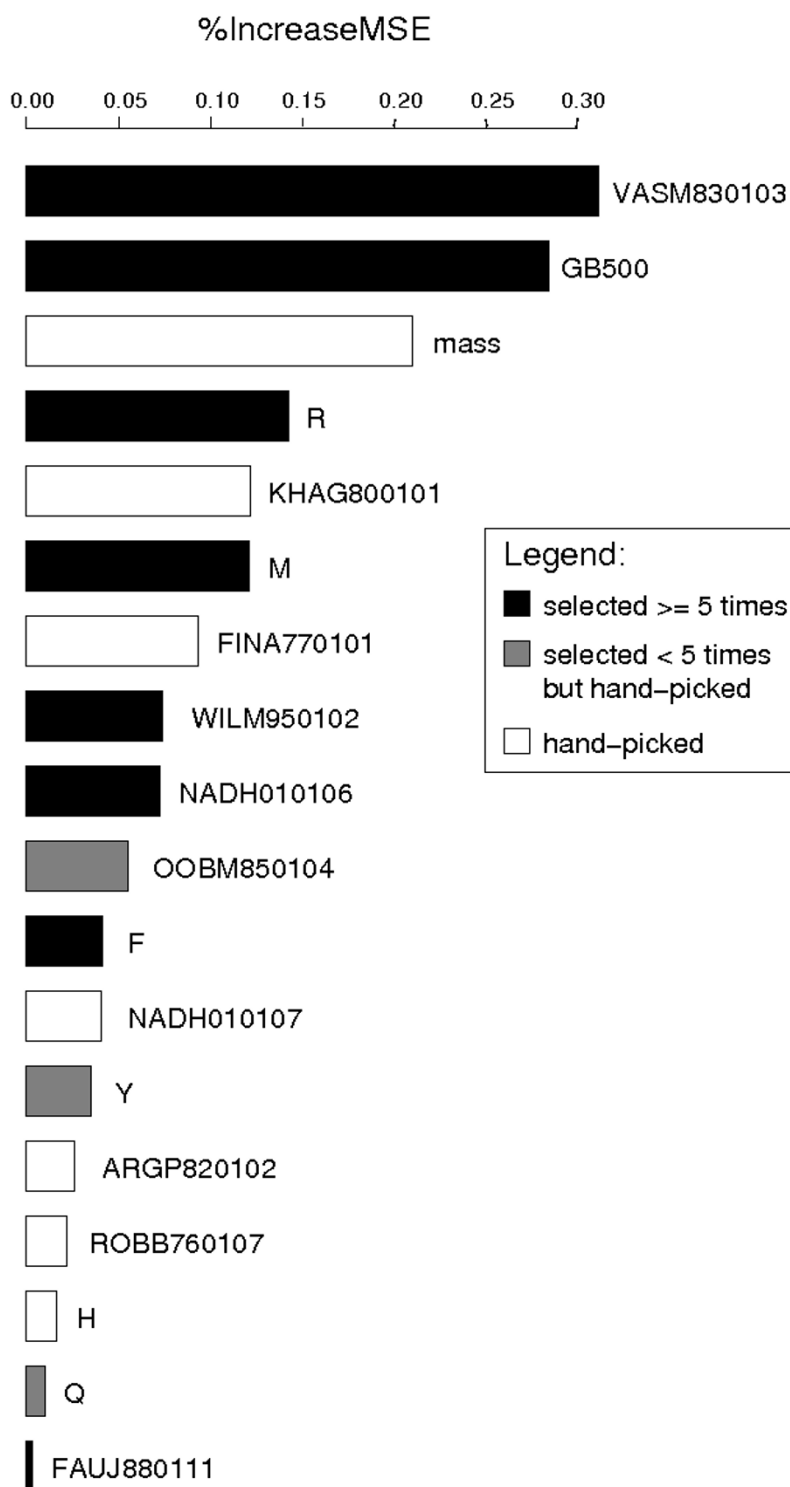 %IncreaseMSE
0.00 0.05 0.10 0.15 0.20 0.25 0.30
VASM830103
GB500
mass
R
KHAG800101
M
FINA770101
WILM950102
NADH010106
OOBM850104
F
NADH010107
Y
ARGP820102
ROBB760107
H
Q
FAUJ880111
Legend:
selected >= 5 times
selected < 5 times
but hand-picked
hand-picked